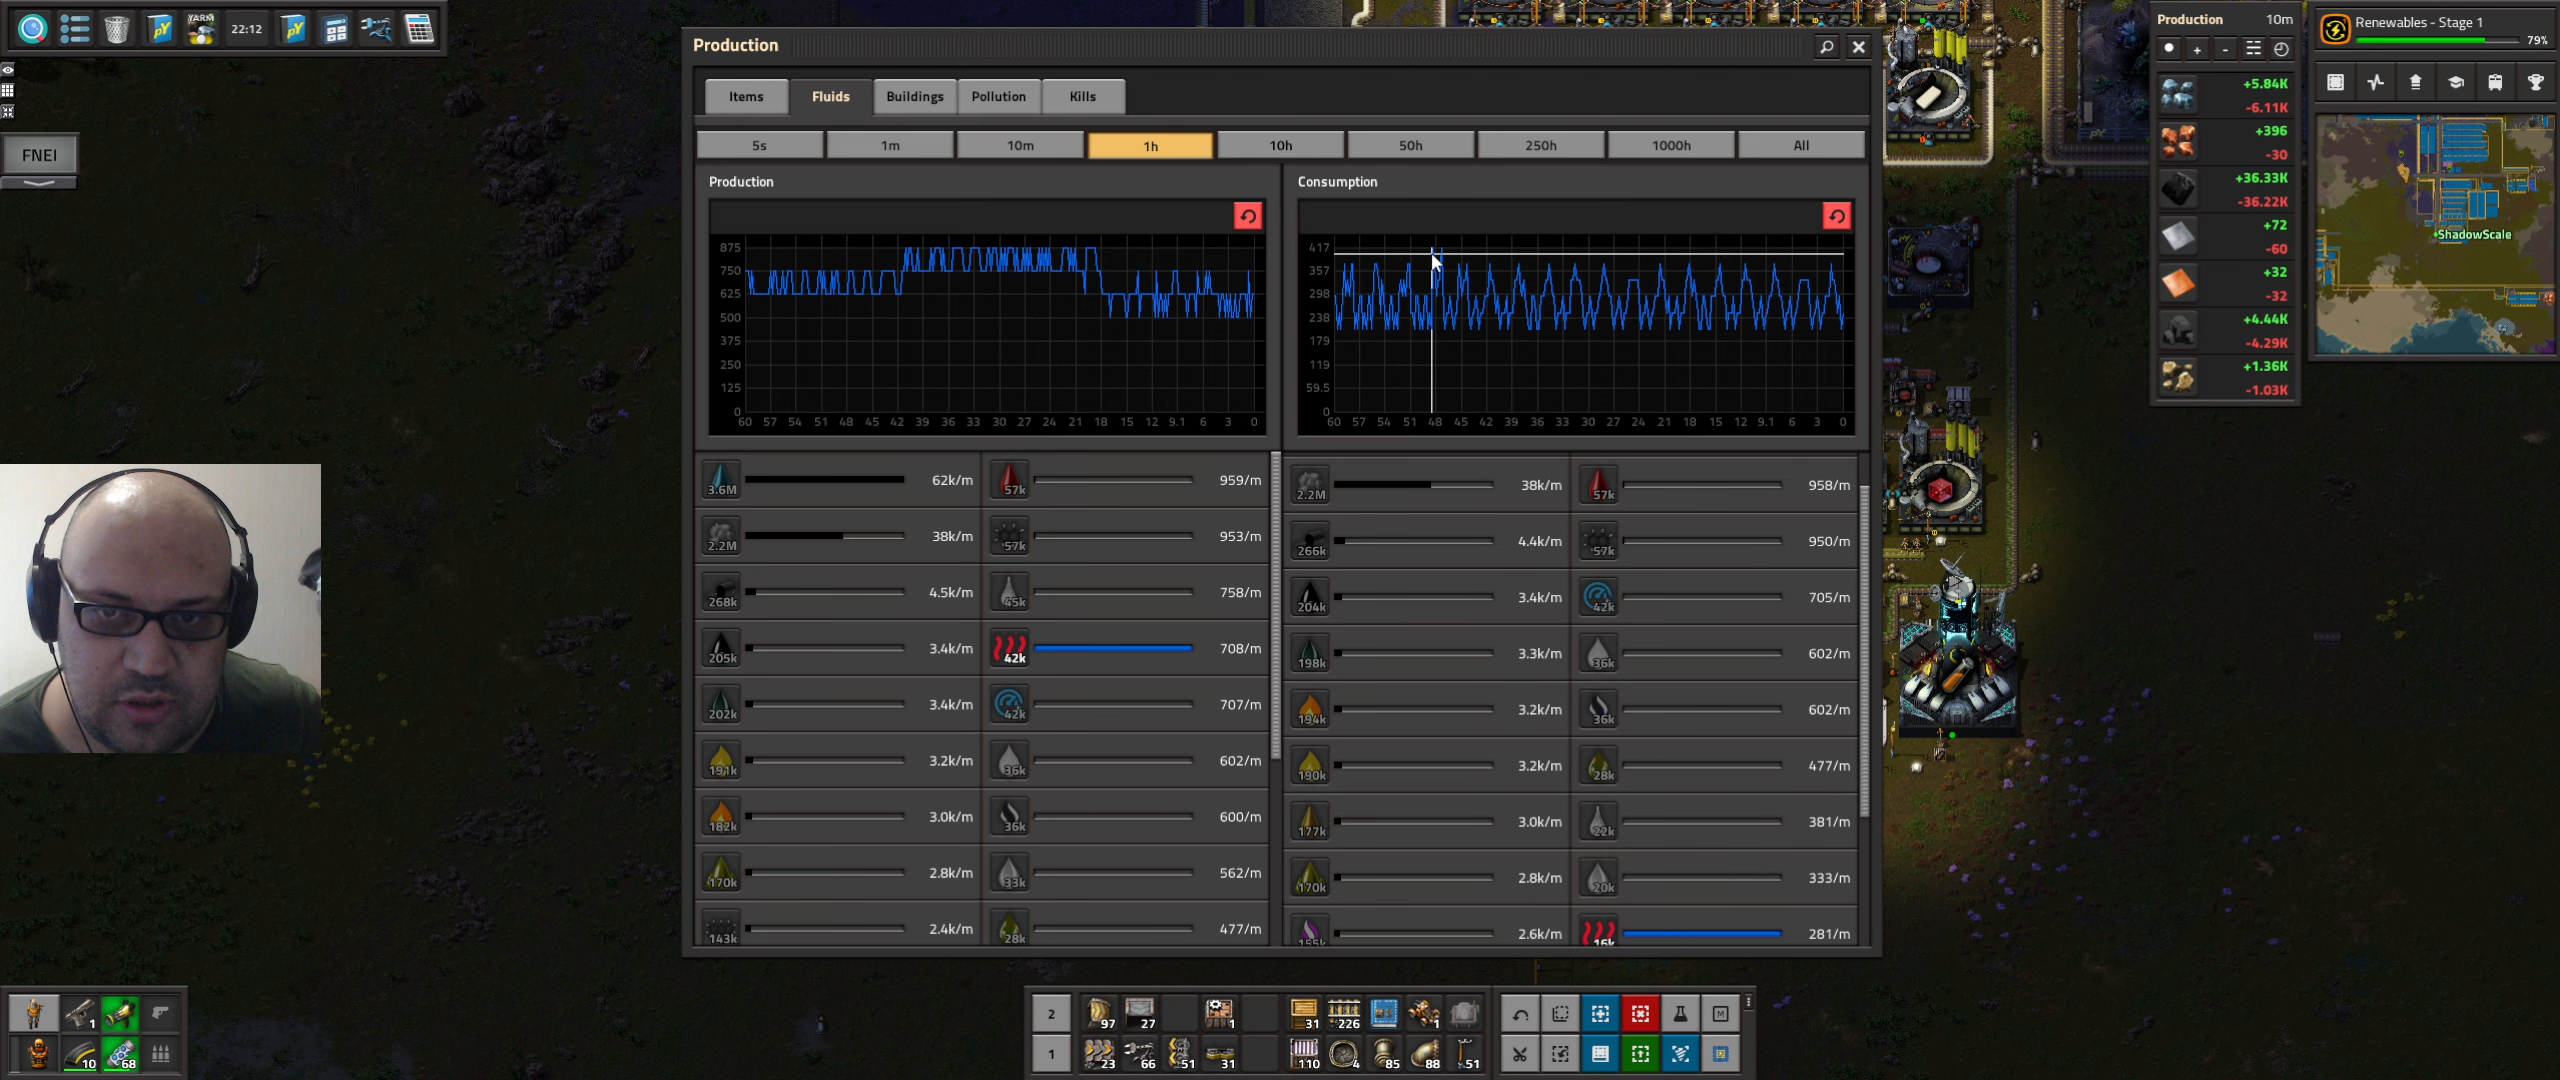 YARM
22:12
FNEI
Production
Items
Fluids
Buildings
Pollution
Kills
5s
1m
10m
1h
10h
50h
250h
1000h
All
Production
875
750
625
500
375
250
125
0
60 57 54 51 48 45 42 39 36 33 30 27 24 21 18 15 12 9.1 6 3 0
Consumption
417
357
298
238
179
119
59.5
0
60 57 54 51 48 45 42 39 36 33 30 27 24 21 18 15 12 9.1 6 3 0
3.6M 62k/m 57k 959/m
2.2M 38k/m 57k 953/m
268k 4.5k/m 45k 758/m
205k 3.4k/m 42k 708/m
202k 3.4k/m 42k 707/m
191k 3.2k/m 36k 602/m
182k 3.0k/m 36k 600/m
170k 2.8k/m 33k 562/m
143k 2.4k/m 28k 477/m
2.2M 38k/m 57k 958/m
266k 4.4k/m 57k 950/m
204k 3.4k/m 42k 705/m
198k 3.3k/m 36k 602/m
194k 3.2k/m 36k 602/m
190k 3.2k/m 28k 477/m
177k 3.0k/m 22k 381/m
170k 2.8k/m 20k 333/m
155k 2.6k/m 16k 281/m
Production 10m
+ -
+5.84K
-6.11K
+396
-30
+36.33K
-36.22K
+72
-60
+32
-32
+4.44K
-4.29K
+1.36K
-1.03K
Renewables - Stage 1
79%
ShadowScale
1
10 68
2 97 27 1 31 226 1
1 23 66 51 31 110 4 85 88 51
M